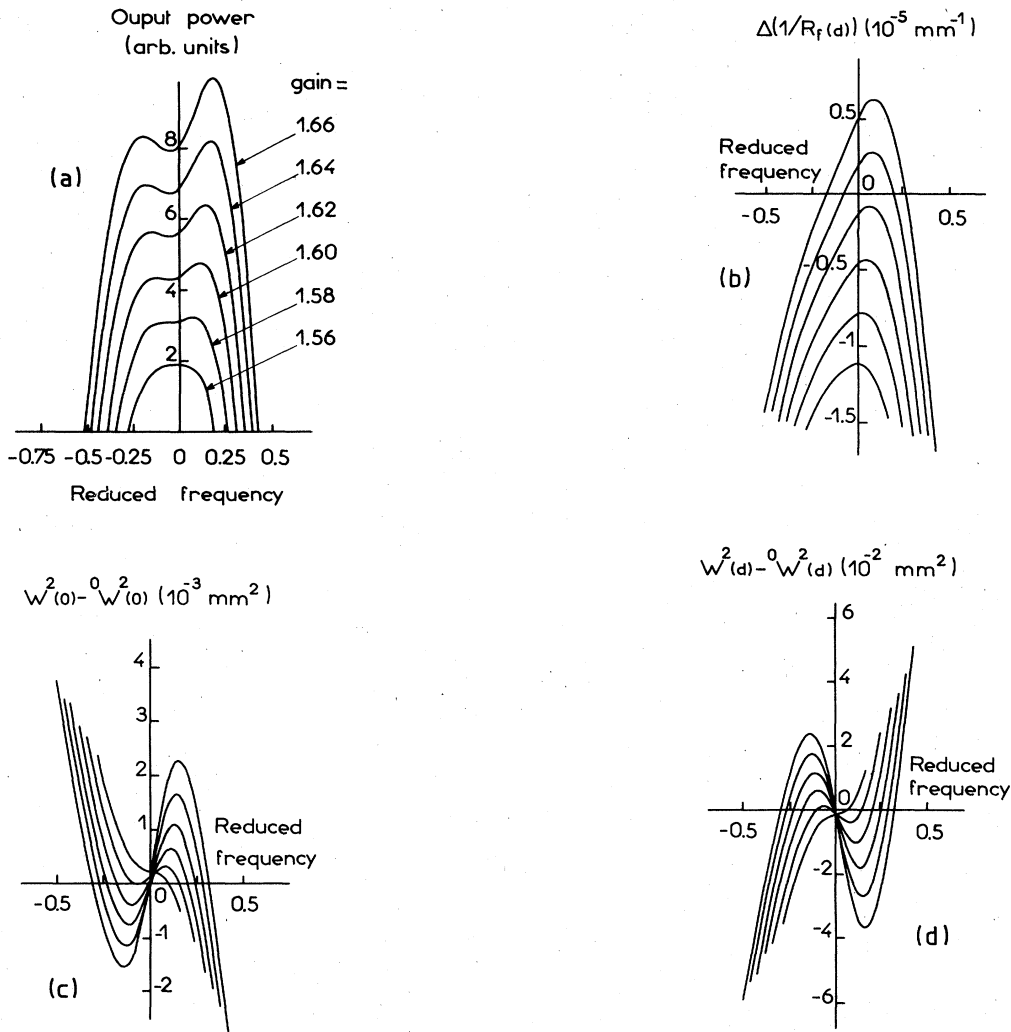 Ouput power
(arb. units)
gain =
1.66
1.64
1.62
1.60
1.58
1.56
(a)
8
6
4
2
-0.75 -0.5 -0.25 0 0.25 0.5
Reduced frequency
Δ(1/R_f(d)) (10^-5 mm^-1)
0.5
Reduced
frequency
0
-0.5 0.5
-0.5
(b)
-1
-1.5
W^2(0)-^0W^2(0) (10^-3 mm^2)
4
3
2
1
Reduced
frequency
-0.5 0 0.5
-1
-2
(c)
W^2(d)-^0W^2(d) (10^-2 mm^2)
6
4
2
Reduced
frequency
0
-0.5 0.5
-2
-4
(d)
-6